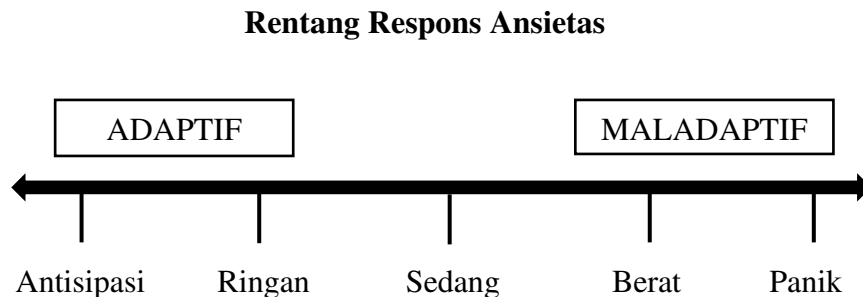 Rentang Respons Ansietas
ADAPTIF MALADAPTIF
Antisipasi Ringan Sedang Berat Panik